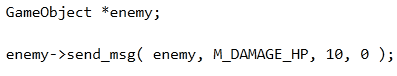 GameObject *enemy;
enemy->send_msg( enemy, M_DAMAGE_HP, 10, 0 );